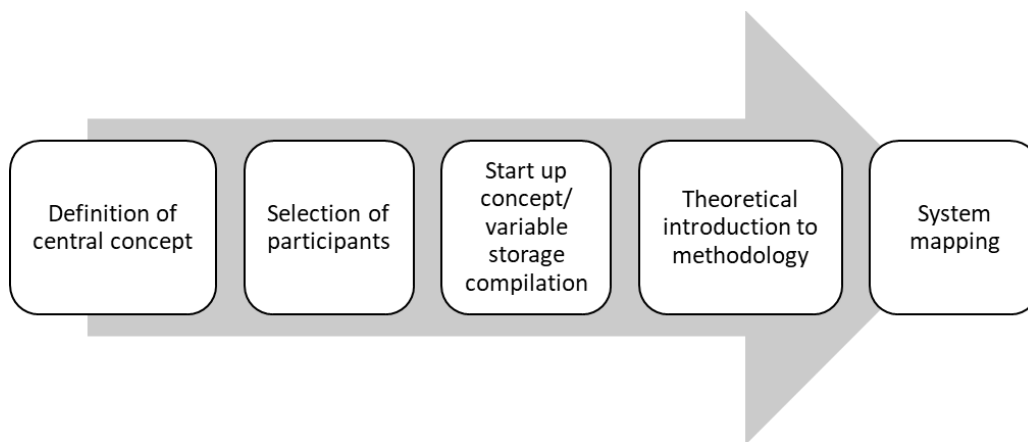 Definition of
central concept
Selection of
participants
Start up
concept/
variable
storage
compilation
Theoretical
introduction to
methodology
System
mapping